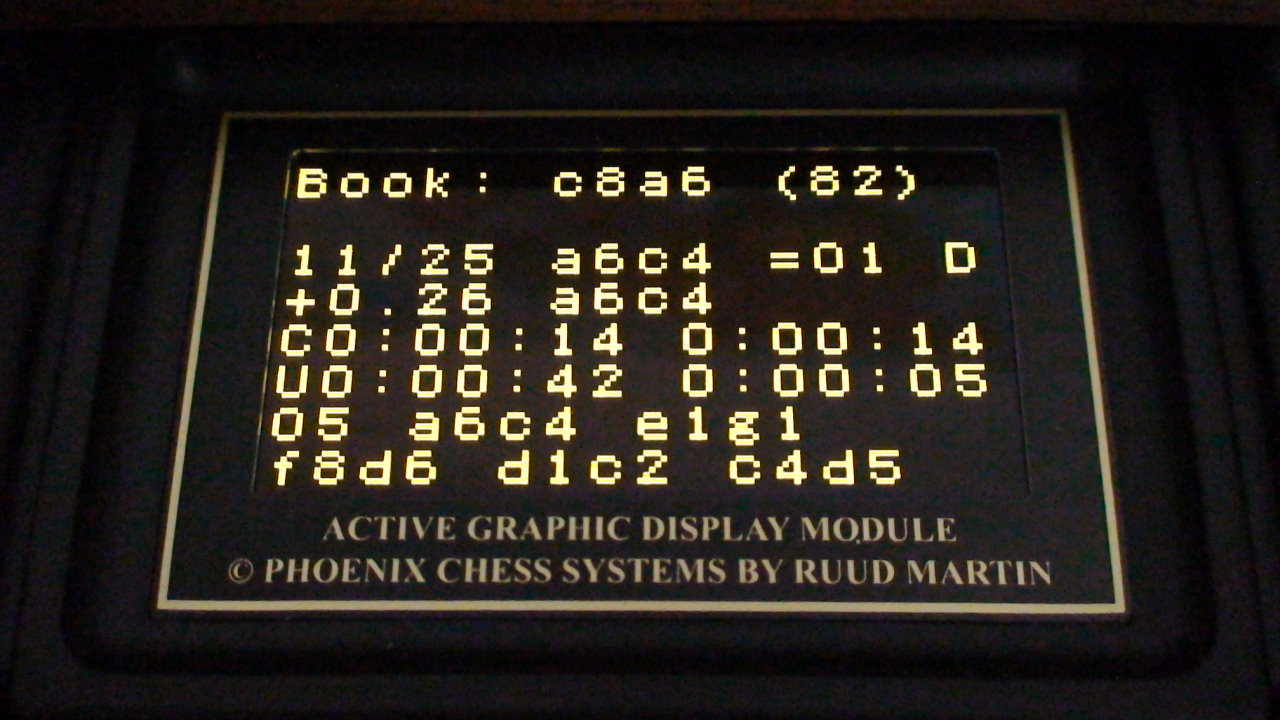 Book: c8a6 (82)
11/25 a6c4 =01 D
+0.26 a6c4
C0:00:14 0:00:14
U0:00:42 0:00:05
05 a6c4 e1g1
f8d6 d1c2 c4d5
ACTIVE GRAPHIC DISPLAY MODULE
© PHOENIX CHESS SYSTEMS BY RUUD MARTIN